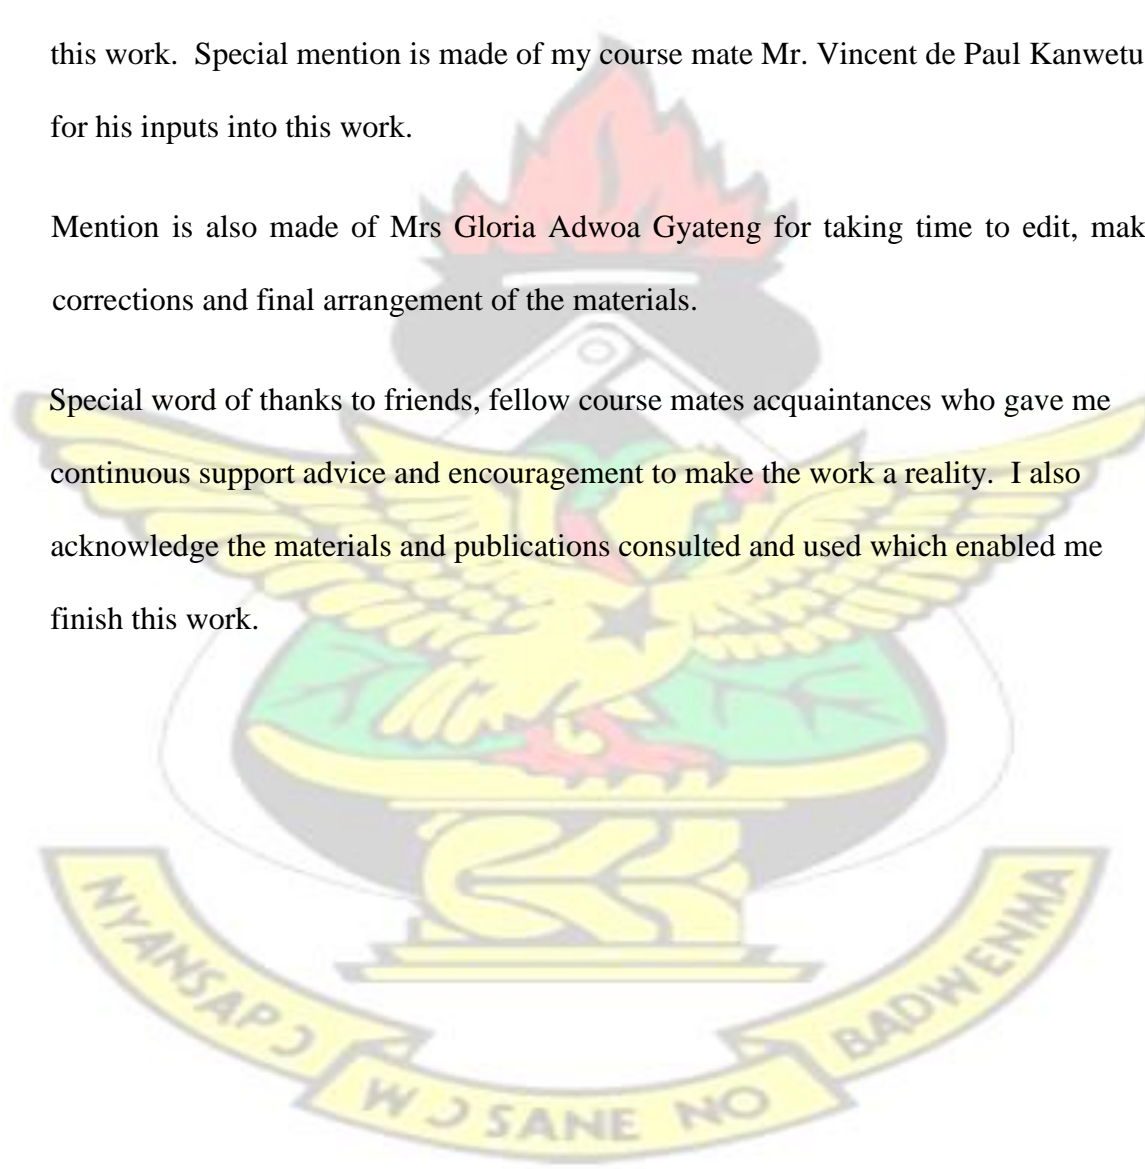 this work.  Special mention is made of my course mate Mr. Vincent de Paul Kanwetu
for his inputs into this work.
Mention is also made of Mrs Gloria Adwoa Gyateng for taking time to edit, mak
corrections and final arrangement of the materials.
Special word of thanks to friends, fellow course mates acquaintances who gave me
continuous support advice and encouragement to make the work a reality.  I also
acknowledge the materials and publications consulted and used which enabled me
finish this work.
NYANSAPƆ WƆSANE NO BADWENMA